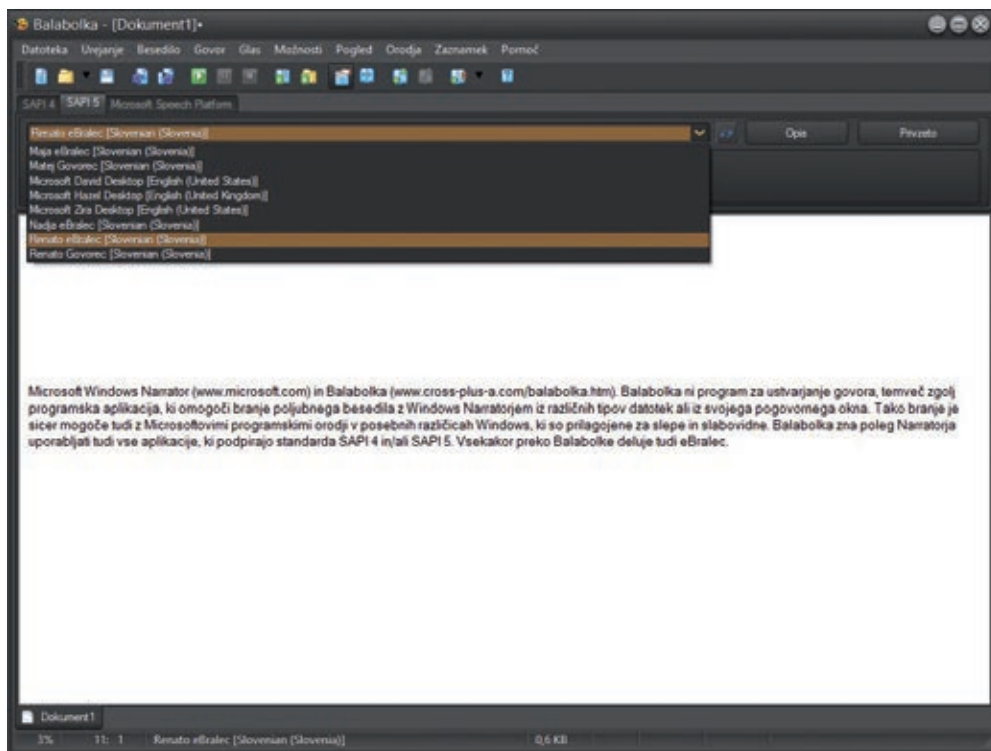 Balabolka - [Dokument1]•
Datoteka Urejanje Besedilo Govor Glas Možnosti Pogled Orodja Zaznamek Pomoč
SAPI 4 SAPI 5 Microsoft Speech Platform
Renato eBralec [Slovenian (Slovenia)] Opis Privzeto
Maja eBralec [Slovenian (Slovenia)]
Matej Govorec [Slovenian (Slovenia)]
Microsoft David Desktop [English (United States)]
Microsoft Hazel Desktop [English (United Kingdom)]
Microsoft Zira Desktop [English (United States)]
Nadja eBralec [Slovenian (Slovenia)]
Renato eBralec [Slovenian (Slovenia)]
Renato Govorec [Slovenian (Slovenia)]
Microsoft Windows Narrator (www.microsoft.com) in Balabolka (www.cross-plus-a.com/balabolka.htm). Balabolka ni program za ustvarjanje govora, temveč zgolj
programska aplikacija, ki omogoči branje poljubnega besedila z Windows Narratorjem iz različnih tipov datotek ali iz svojega pogovornega okna. Tako branje je
sicer mogoče tudi z Microsoftovimi programskimi orodji v posebnih različicah Windows, ki so prilagojene za slepe in slabovidne. Balabolka zna poleg Narratorja
uporabljati tudi vse aplikacije, ki podpirajo standarda SAPI 4 in/ali SAPI 5. Vsekakor preko Balabolke deluje tudi eBralec.
Dokument1
3% 11: 1 Renato eBralec [Slovenian (Slovenia)] 0,6 KB